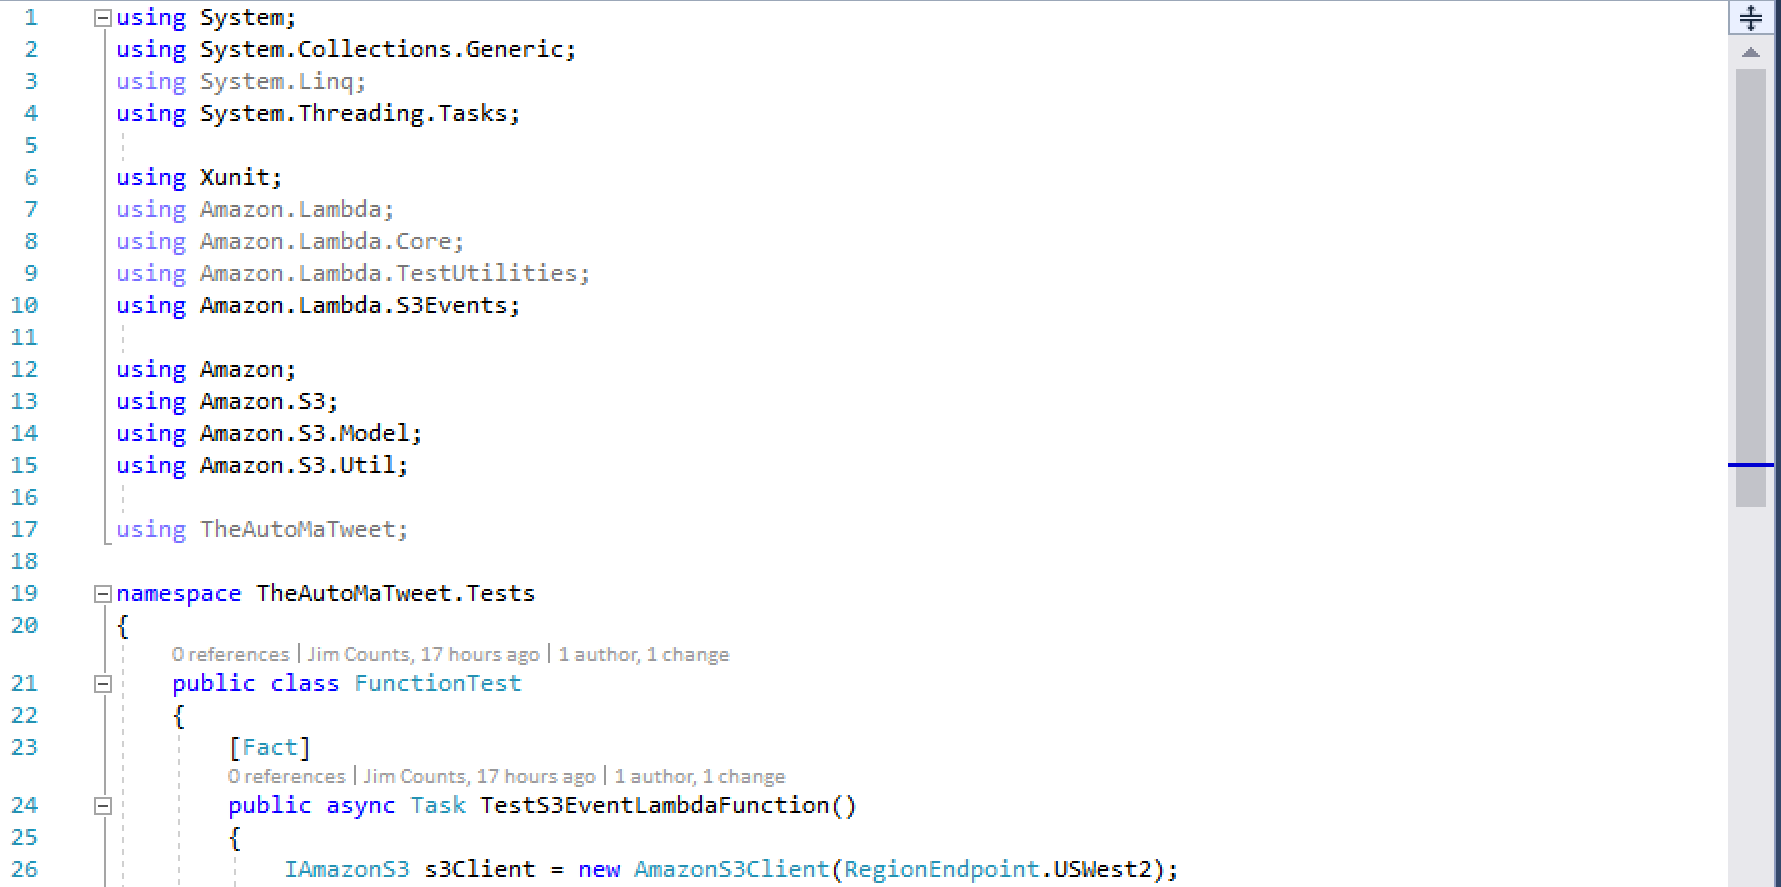 1 using System;
2 using System.Collections.Generic;
3 using System.Linq;
4 using System.Threading.Tasks;
5
6 using Xunit;
7 using Amazon.Lambda;
8 using Amazon.Lambda.Core;
9 using Amazon.Lambda.TestUtilities;
10 using Amazon.Lambda.S3Events;
11
12 using Amazon;
13 using Amazon.S3;
14 using Amazon.S3.Model;
15 using Amazon.S3.Util;
16
17 using TheAutoMaTweet;
18
19 namespace TheAutoMaTweet.Tests
20 {
0 references | Jim Counts, 17 hours ago | 1 author, 1 change
21 public class FunctionTest
22 {
23 [Fact]
0 references | Jim Counts, 17 hours ago | 1 author, 1 change
24 public async Task TestS3EventLambdaFunction()
25 {
26 IAmazonS3 s3Client = new AmazonS3Client(RegionEndpoint.USWest2);